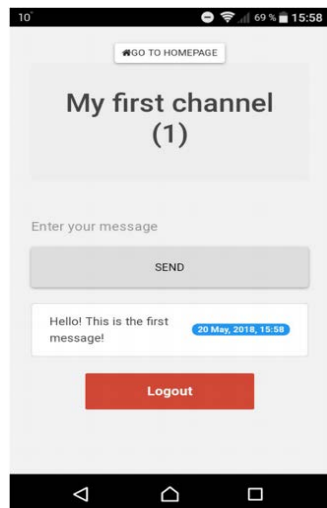 10°
69 % 15:58
GO TO HOMEPAGE
My first channel
(1)
Enter your message
SEND
Hello! This is the first
message!
20 May, 2018, 15:58
Logout